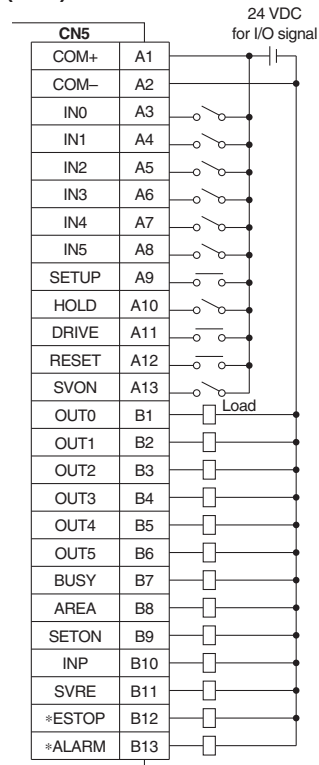 24 VDC
for I/O signal
CN5
COM+ A1
COM– A2
IN0 A3
IN1 A4
IN2 A5
IN3 A6
IN4 A7
IN5 A8
SETUP A9
HOLD A10
DRIVE A11
RESET A12
SVON A13
Load
OUT0 B1
OUT1 B2
OUT2 B3
OUT3 B4
OUT4 B5
OUT5 B6
BUSY B7
AREA B8
SETON B9
INP B10
SVRE B11
∗ESTOP B12
∗ALARM B13